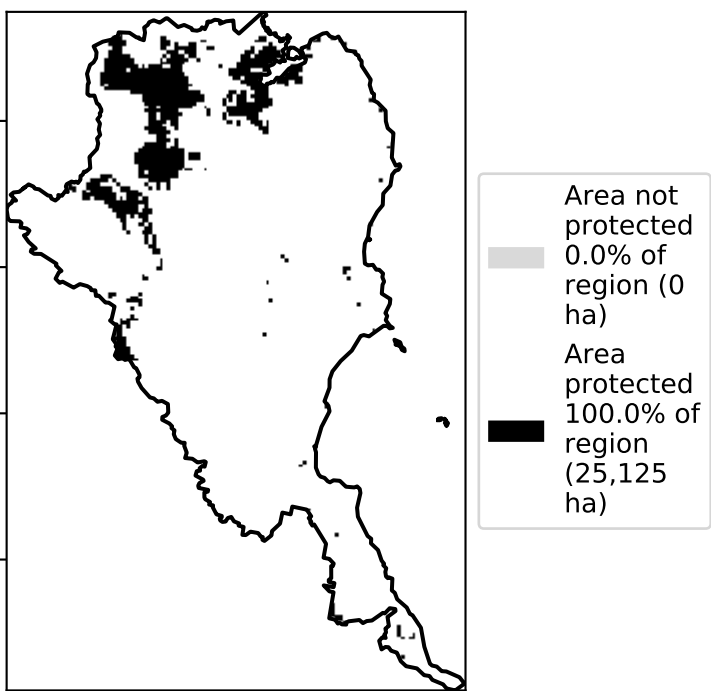 Area not
protected
0.0% of
region (0
ha)
Area
protected
100.0% of
region
(25,125
ha)